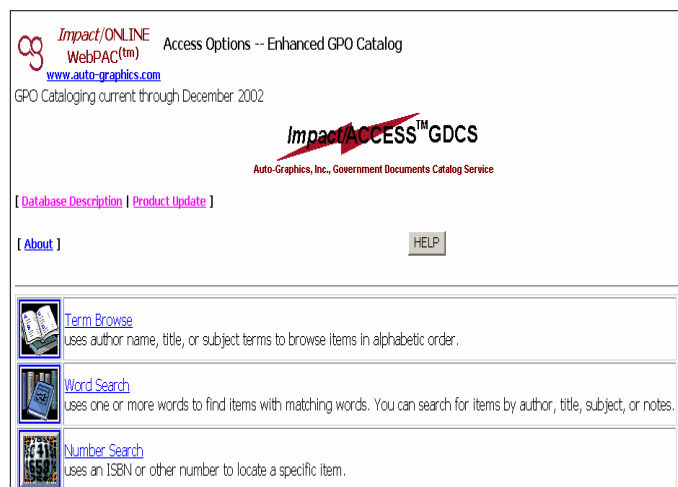 Impact/ONLINE
WebPAC(tm)
Access Options -- Enhanced GPO Catalog
www.auto-graphics.com
GPO Cataloging current through December 2002
Impact/ACCESS™GDCS
Auto-Graphics, Inc., Government Documents Catalog Service
[ Database Description | Product Update ]
[ About ]
HELP
Term Browse
uses author name, title, or subject terms to browse items in alphabetic order.
Word Search
uses one or more words to find items with matching words. You can search for items by author, title, subject, or notes.
Number Search
uses an ISBN or other number to locate a specific item.